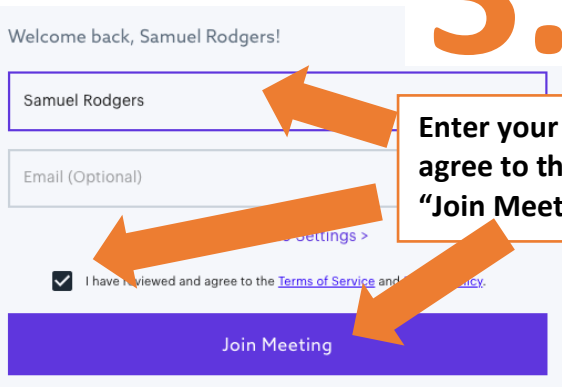 3.
Welcome back, Samuel Rodgers!
Samuel Rodgers
Enter your
agree to th
“Join Meet
Email (Optional)
Settings >
I have reviewed and agree to the Terms of Service and
Join Meeting